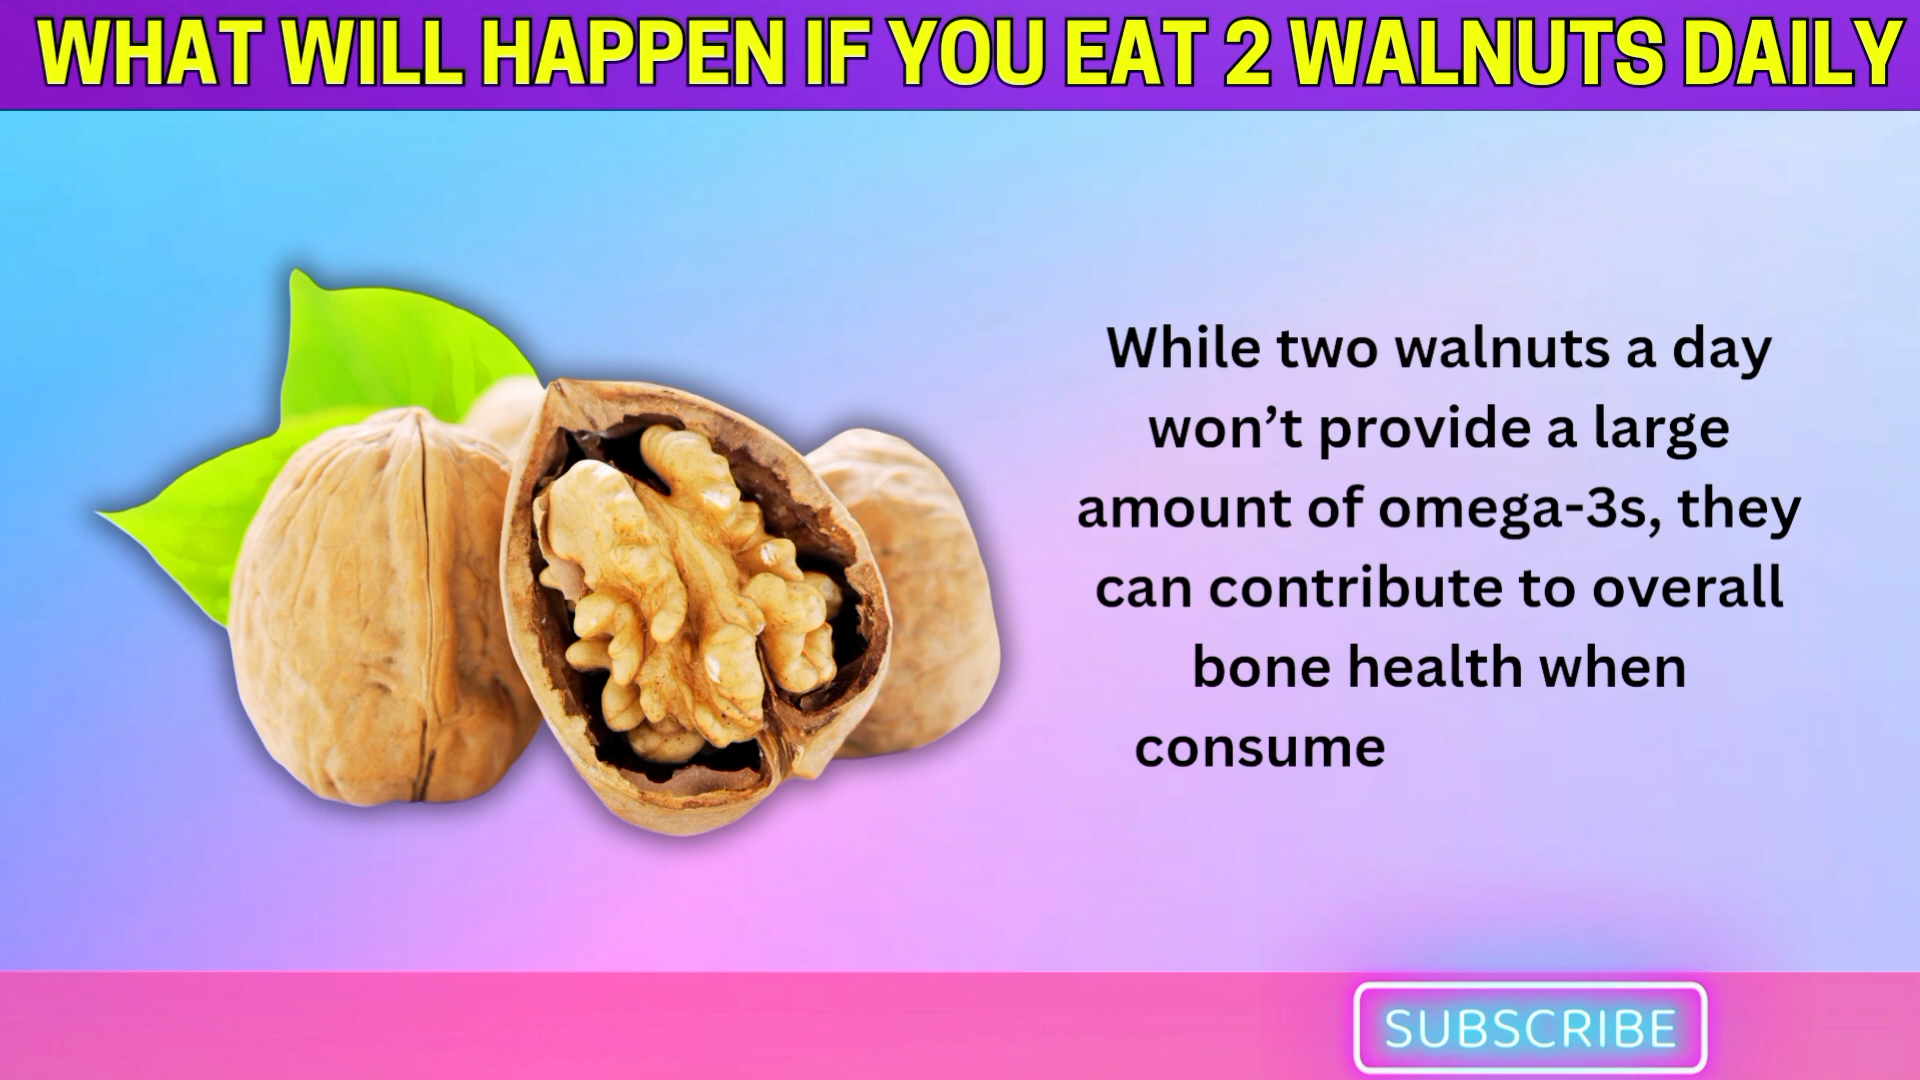 WHAT WILL HAPPEN IF YOU EAT 2 WALNUTS DAILY
While two walnuts a day
won’t provide a large
amount of omega-3s, they
can contribute to overall
bone health when
consume
SUBSCRIBE